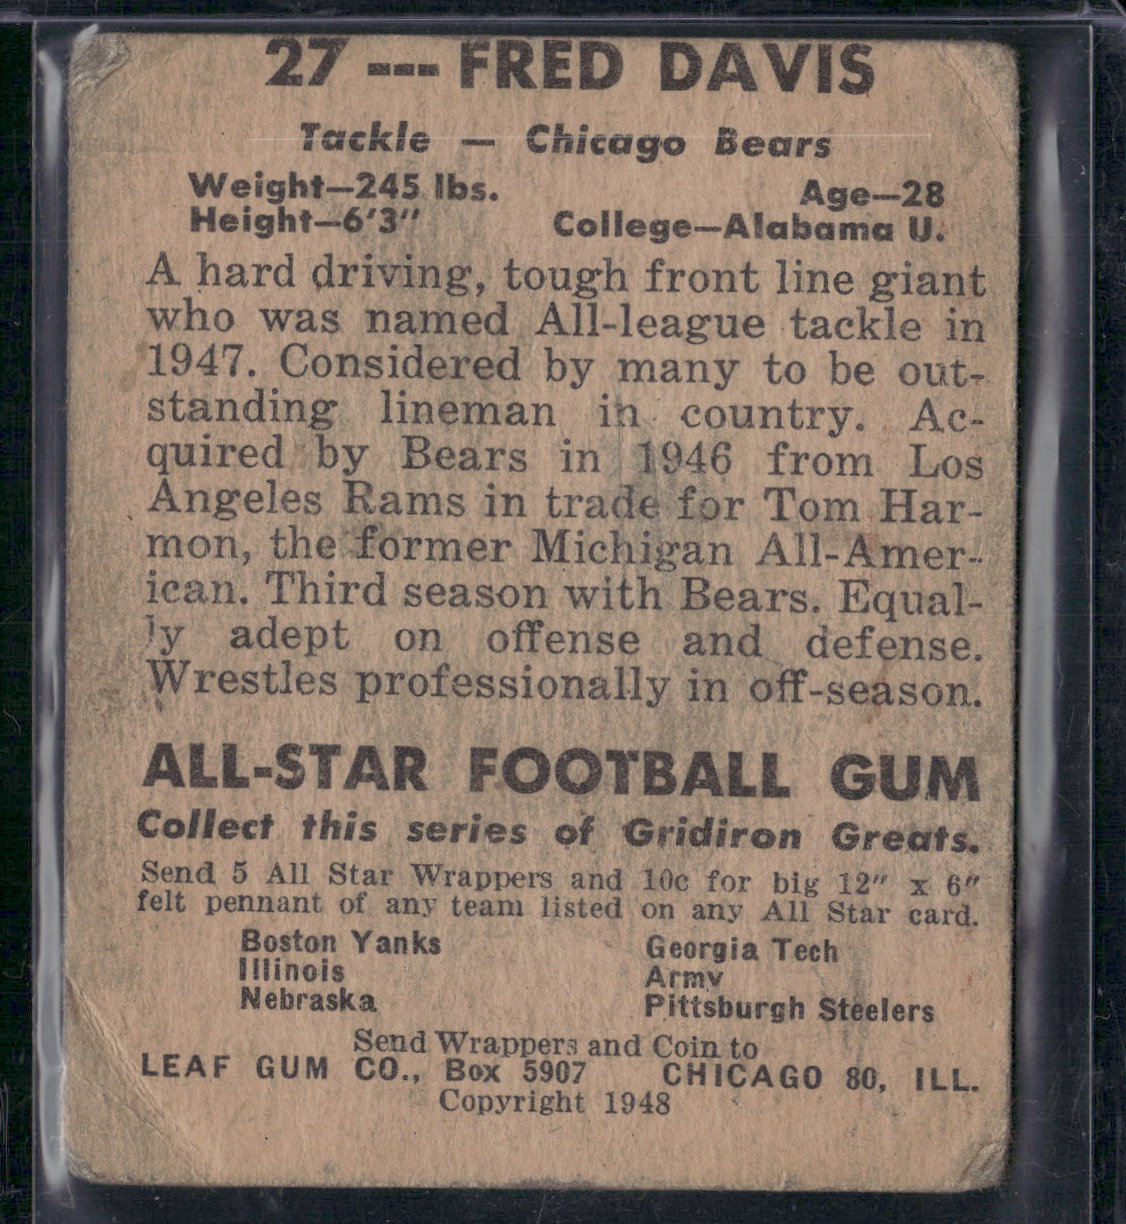 27 --- FRED DAVIS
Tackle — Chicago Bears
Weight—245 lbs. Age—28
Height—6'3" College—Alabama U.
A hard driving, tough front line giant
who was named All-league tackle in
1947. Considered by many to be out-
standing lineman in country. Ac-
quired by Bears in 1946 from Los
Angeles Rams in trade for Tom Har-
mon, the former Michigan All-Amer-
ican. Third season with Bears. Equal-
ly adept on offense and defense.
Wrestles professionally in off-season.
ALL-STAR FOOTBALL GUM
Collect this series of Gridiron Greats.
Send 5 All Star Wrappers and 10c for big 12" x 6"
felt pennant of any team listed on any All Star card.
Boston Yanks Georgia Tech
Illinois Army
Nebraska Pittsburgh Steelers
Send Wrappers and Coin to
LEAF GUM CO., Box 5907 CHICAGO 80, ILL.
Copyright 1948